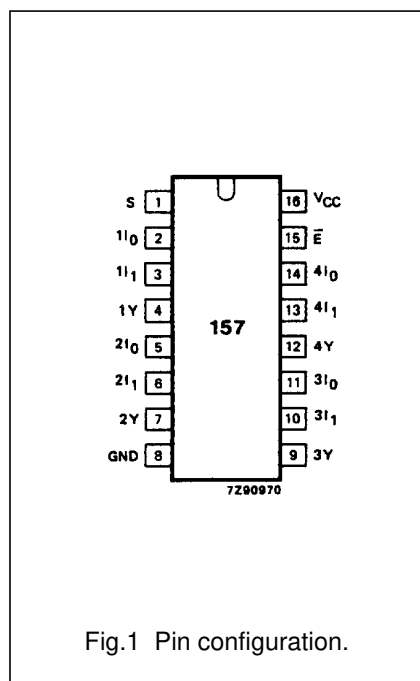 S 1 16 VCC
1I0 2 15 E̅
1I1 3 14 4I0
1Y 4 13 4I1
157
2I0 5 12 4Y
2I1 6 11 3I0
2Y 7 10 3I1
GND 8 9 3Y
7Z90970
Fig.1 Pin configuration.